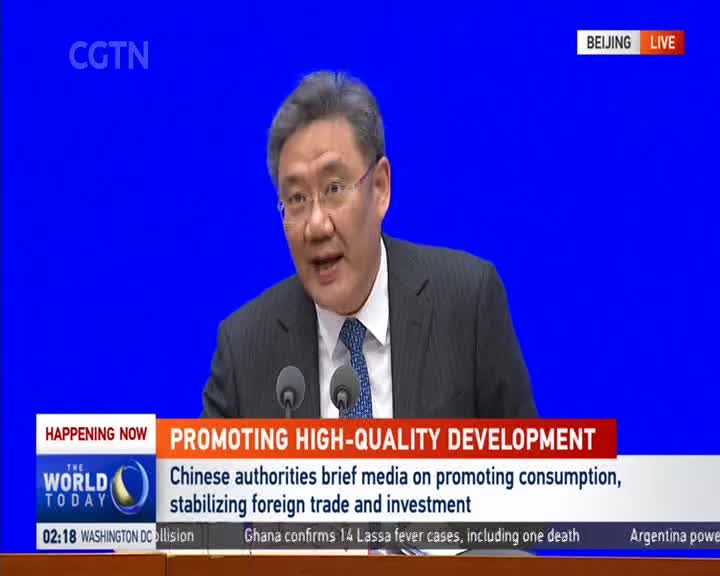 CGTN
BEIJING LIVE
HAPPENING NOW
PROMOTING HIGH-QUALITY DEVELOPMENT
THE
WORLD
TODAY
Chinese authorities brief media on promoting consumption,
stabilizing foreign trade and investment
02:18 WASHINGTON DC ollision Ghana confirms 14 Lassa fever cases, including one death Argentina powe